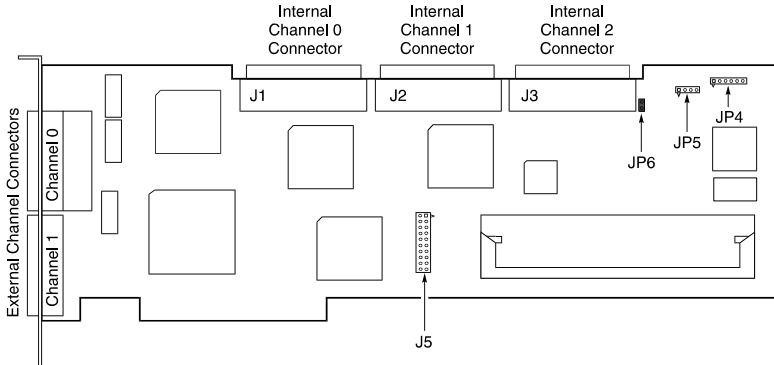 Internal
Channel 0
Connector
Internal
Channel 1
Connector
Internal
Channel 2
Connector
J1
J2
J3
JP4
JP5
JP6
External Channel Connectors
Channel 0
Channel 1
J5